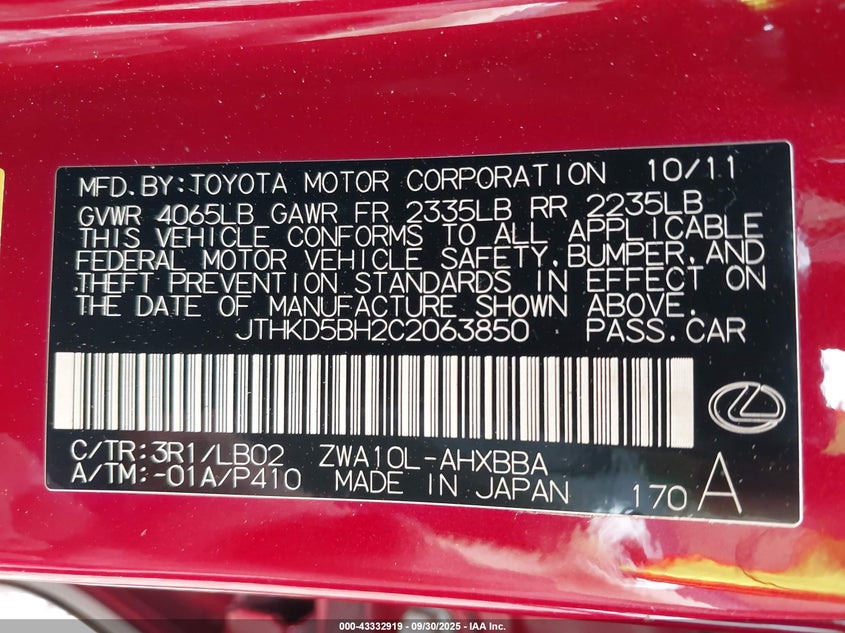 MFD. BY: TOYOTA MOTOR CORPORATION 10/11
GVWR 4065LB GAWR FR 2335LB RR 2235LB
THIS VEHICLE CONFORMS TO ALL APPLICABLE
FEDERAL MOTOR VEHICLE SAFETY, BUMPER, AND
THEFT PREVENTION STANDARDS IN EFFECT ON
THE DATE OF MANUFACTURE SHOWN ABOVE.
JTHKD5BH2C2063850 PASS. CAR
C/TR: 3R1/LB02 ZWA10L-AHXBBA
A/TM: -01A/P410 MADE IN JAPAN 170 A
000-43332919 - 09/30/2025 - IAA Inc.